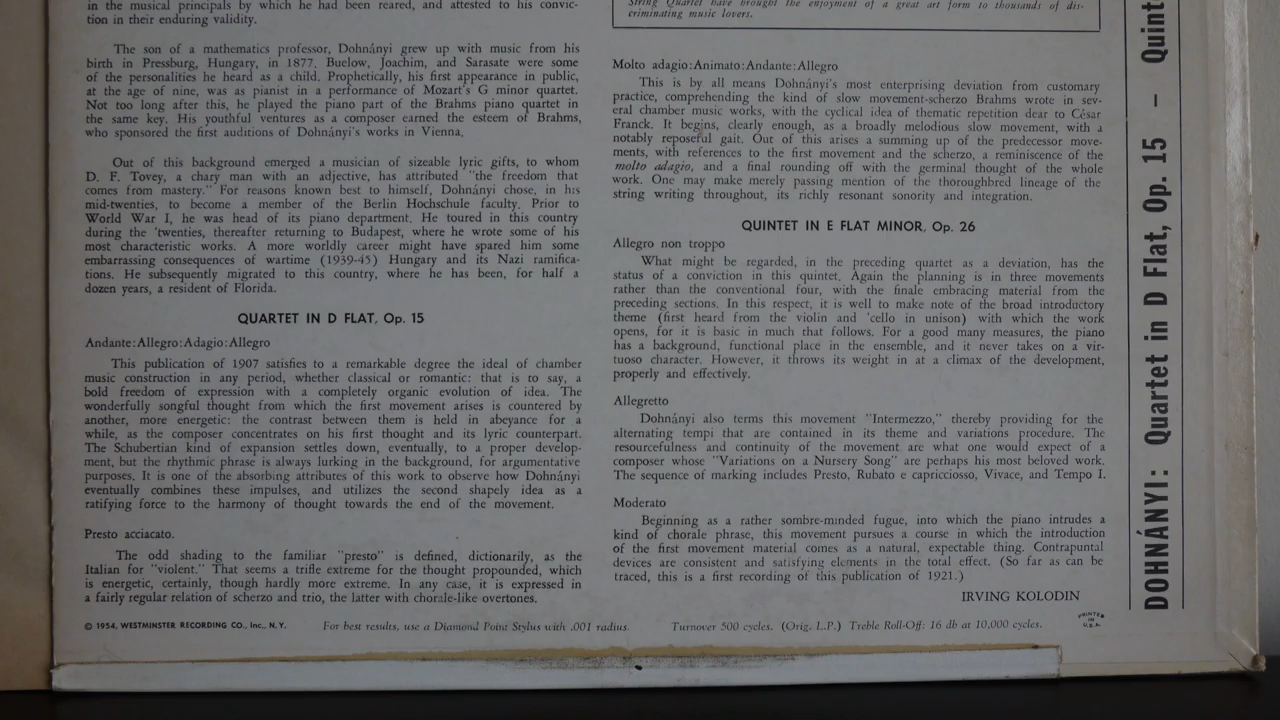 in the musical principals by which he had been reared, and attested to his convic-
tion in their enduring validity.
The son of a mathematics professor, Dohnányi grew up with music from his
birth in Pressburg, Hungary, in 1877. Buelow, Joachim, and Sarasate were some
of the personalities he heard as a child. Prophetically, his first appearance in public,
at the age of nine, was as pianist in a performance of Mozart's G minor quartet.
Not too long after this, he played the piano part of the Brahms piano quartet in
the same key. His youthful ventures as a composer earned the esteem of Brahms,
who sponsored the first auditions of Dohnányi's works in Vienna.
Out of this background emerged a musician of sizeable lyric gifts, to whom
D. F. Tovey, a chary man with an adjective, has attributed "the freedom that
comes from mastery." For reasons known best to himself, Dohnányi chose, in his
mid-twenties, to become a member of the Berlin Hochschule faculty. Prior to
World War I, he was head of its piano department. He toured in this country
during the 'twenties, thereafter returning to Budapest, where he wrote some of his
most characteristic works. A more worldly career might have spared him some
embarrassing consequences of wartime (1939-45) Hungary and its Nazi ramifica-
tions. He subsequently migrated to this country, where he has been, for half a
dozen years, a resident of Florida.
QUARTET IN D FLAT, Op. 15
Andante:Allegro:Adagio:Allegro
This publication of 1907 satisfies to a remarkable degree the ideal of chamber
music construction in any period, whether classical or romantic: that is to say, a
bold freedom of expression with a completely organic evolution of idea. The
wonderfully songful thought from which the first movement arises is countered by
another, more energetic: the contrast between them is held in abeyance for a
while, as the composer concentrates on his first thought and its lyric counterpart.
The Schubertian kind of expansion settles down, eventually, to a proper develop-
ment, but the rhythmic phrase is always lurking in the background, for argumentative
purposes. It is one of the absorbing attributes of this work to observe how Dohnányi
eventually combines these impulses, and utilizes the second shapely idea as a
ratifying force to the harmony of thought towards the end of the movement.
Presto acciacato.
The odd shading to the familiar "presto" is defined, dictionarily, as the
Italian for "violent." That seems a trifle extreme for the thought propounded, which
is energetic, certainly, though hardly more extreme. In any case, it is expressed in
a fairly regular relation of scherzo and trio, the latter with chorale-like overtones.
String Quartet have brought the enjoyment of a great art form to thousands of dis-
criminating music lovers.
Molto adagio:Animato:Andante:Allegro
This is by all means Dohnányi's most enterprising deviation from customary
practice, comprehending the kind of slow movement-scherzo Brahms wrote in sev-
eral chamber music works, with the cyclical idea of thematic repetition dear to César
Franck. It begins, clearly enough, as a broadly melodious slow movement, with a
notably reposeful gait. Out of this arises a summing up of the predecessor move-
ments, with references to the first movement and the scherzo, a reminiscence of the
molto adagio, and a final rounding off with the germinal thought of the whole
work. One may make merely passing mention of the thoroughbred lineage of the
string writing throughout, its richly resonant sonority and integration.
QUINTET IN E FLAT MINOR, Op. 26
Allegro non troppo
What might be regarded, in the preceding quartet as a deviation, has the
status of a conviction in this quintet. Again the planning is in three movements
rather than the conventional four, with the finale embracing material from the
preceding sections. In this respect, it is well to make note of the broad introductory
theme (first heard from the violin and 'cello in unison) with which the work
opens, for it is basic in much that follows. For a good many measures, the piano
has a background, functional place in the ensemble, and it never takes on a vir-
tuoso character. However, it throws its weight in at a climax of the development,
properly and effectively.
Allegretto
Dohnányi also terms this movement "Intermezzo," thereby providing for the
alternating tempi that are contained in its theme and variations procedure. The
resourcefulness and continuity of the movement are what one would expect of a
composer whose "Variations on a Nursery Song" are perhaps his most beloved work.
The sequence of marking includes Presto, Rubato e capricciosso, Vivace, and Tempo I.
Moderato
Beginning as a rather sombre-minded fugue, into which the piano intrudes a
kind of chorale phrase, this movement pursues a course in which the introduction
of the first movement material comes as a natural, expectable thing. Contrapuntal
devices are consistent and satisfying elements in the total effect. (So far as can be
traced, this is a first recording of this publication of 1921.)
IRVING KOLODIN
© 1954, WESTMINSTER RECORDING CO., Inc., N. Y.
For best results, use a Diamond Point Stylus with .001 radius.
Turnover 500 cycles. (Orig. L.P.) Treble Roll-Off: 16 db at 10,000 cycles.
PRINTED
IN
U.S.A.
DOHNÁNYI: Quartet in D Flat, Op. 15 – Quint